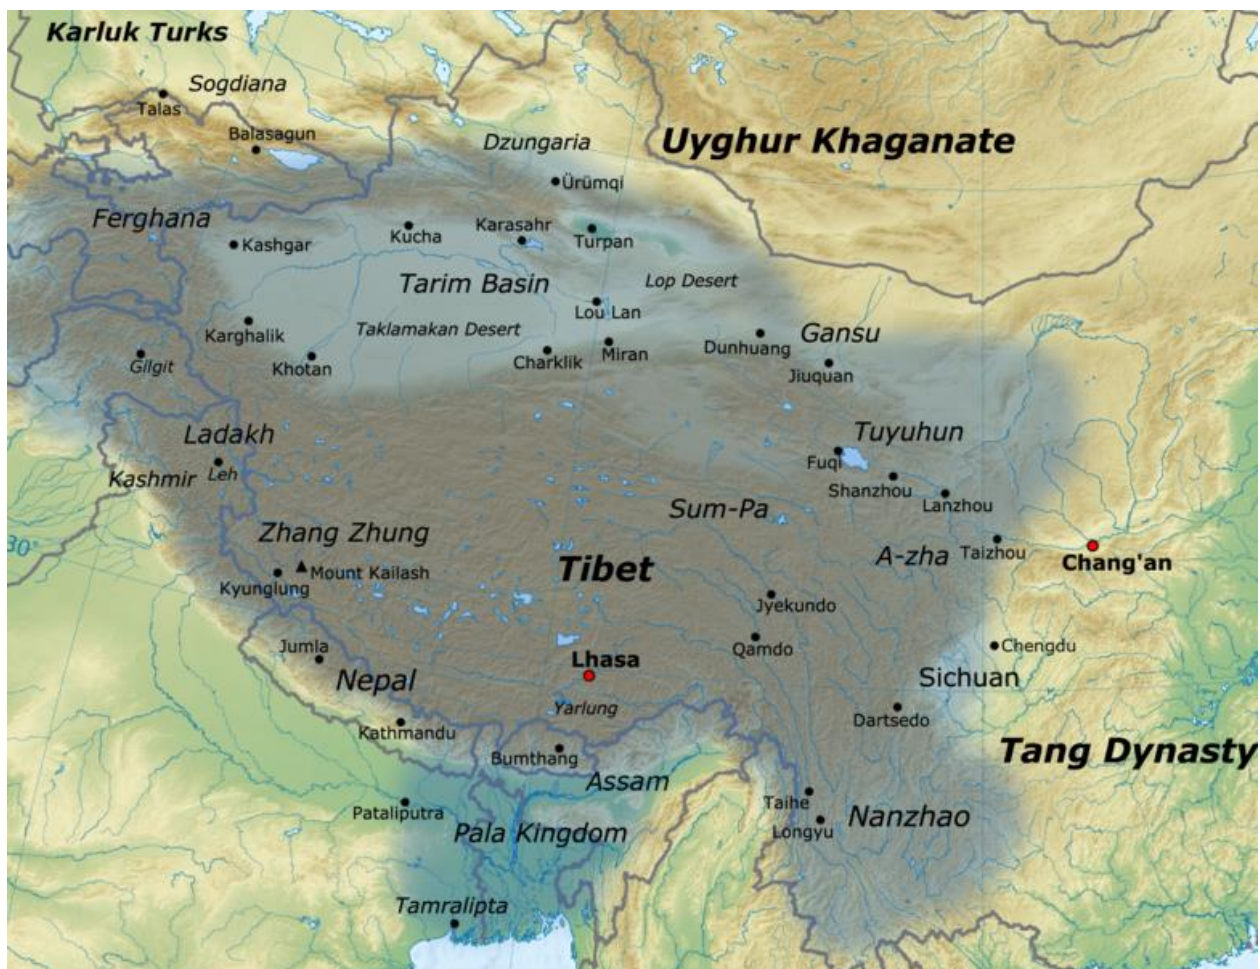 Karluk Turks
Sogdiana
Talas
Balasagun
Dzungaria
Uyghur Khaganate
Ürümqi
Ferghana
Kashgar
Kucha
Karasahr
Turpan
Tarim Basin
Lop Desert
Lou Lan
Karghalik
Taklamakan Desert
Gansu
Gilgit
Khotan
Charklik
Miran
Dunhuang
Jiuquan
Ladakh
Tuyuhun
Kashmir
Leh
Fuqi
Shanzhou
Lanzhou
Sum-Pa
Zhang Zhung
30°
Tibet
A-zha
Taizhou
Chang'an
Mount Kailash
Kyunglung
Jyekundo
Qamdo
Jumla
Chengdu
Lhasa
Nepal
Sichuan
Yarlung
Dartsedo
Kathmandu
Bumthang
Tang Dynasty
Assam
Pataliputra
Taihe
Nanzhao
Pala Kingdom
Longyu
Tamralipta